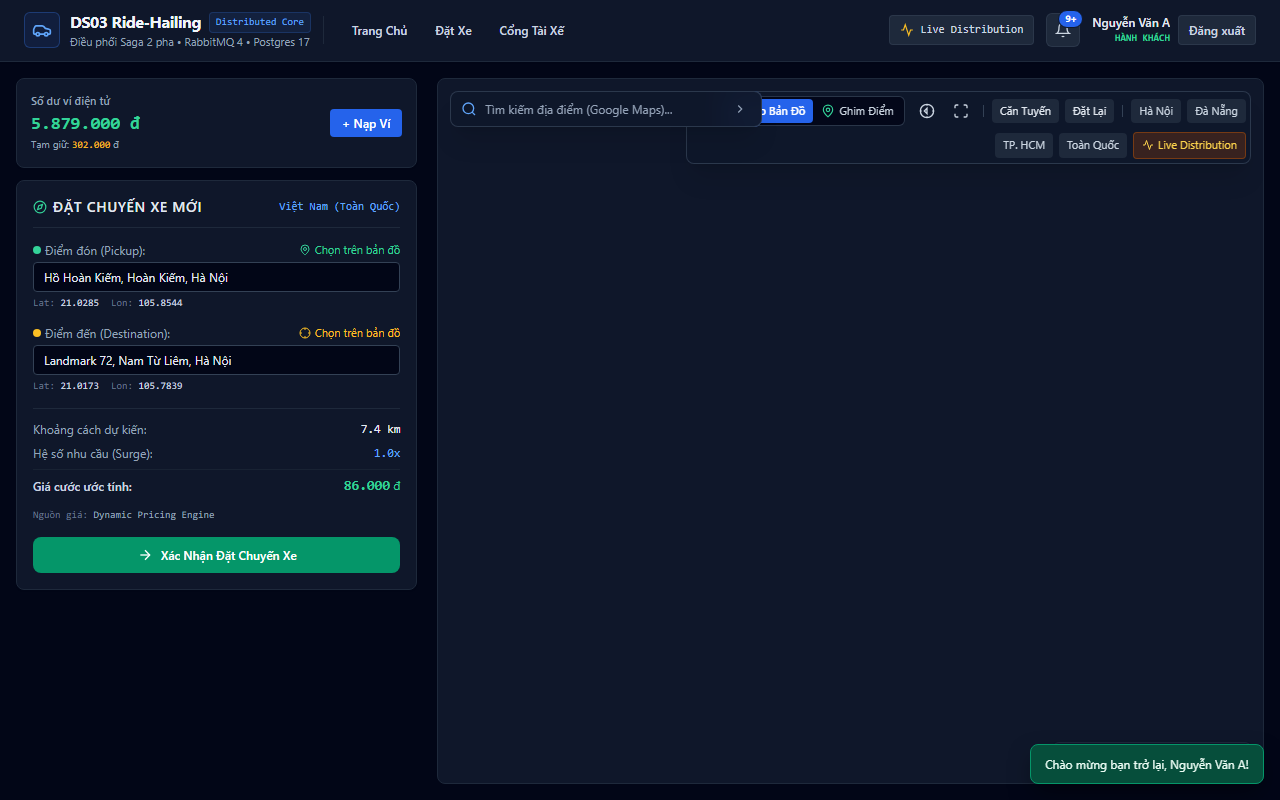 DS03 Ride-Hailing
Distributed Core
Điều phối Saga 2 pha • RabbitMQ 4 • Postgres 17
Trang Chủ
Đặt Xe
Cổng Tài Xế
Live Distribution
9+
Nguyễn Văn A
HÀNH KHÁCH
Đăng xuất
Số dư ví điện tử
5.879.000 đ
Tạm giữ: 302.000 đ
+ Nạp Ví
ĐẶT CHUYẾN XE MỚI
Việt Nam (Toàn Quốc)
Điểm đón (Pickup):
Chọn trên bản đồ
Hồ Hoàn Kiếm, Hoàn Kiếm, Hà Nội
Lat: 21.0285 Lon: 105.8544
Điểm đến (Destination):
Chọn trên bản đồ
Landmark 72, Nam Từ Liêm, Hà Nội
Lat: 21.0173 Lon: 105.7839
Khoảng cách dự kiến:
7.4 km
Hệ số nhu cầu (Surge):
1.0x
Giá cước ước tính:
86.000 đ
Nguồn giá: Dynamic Pricing Engine
Xác Nhận Đặt Chuyến Xe
Tìm kiếm địa điểm (Google Maps)...
Bản Đồ
Ghim Điểm
Căn Tuyến
Đặt Lại
Hà Nội
Đà Nẵng
TP. HCM
Toàn Quốc
Live Distribution
Chào mừng bạn trở lại, Nguyễn Văn A!